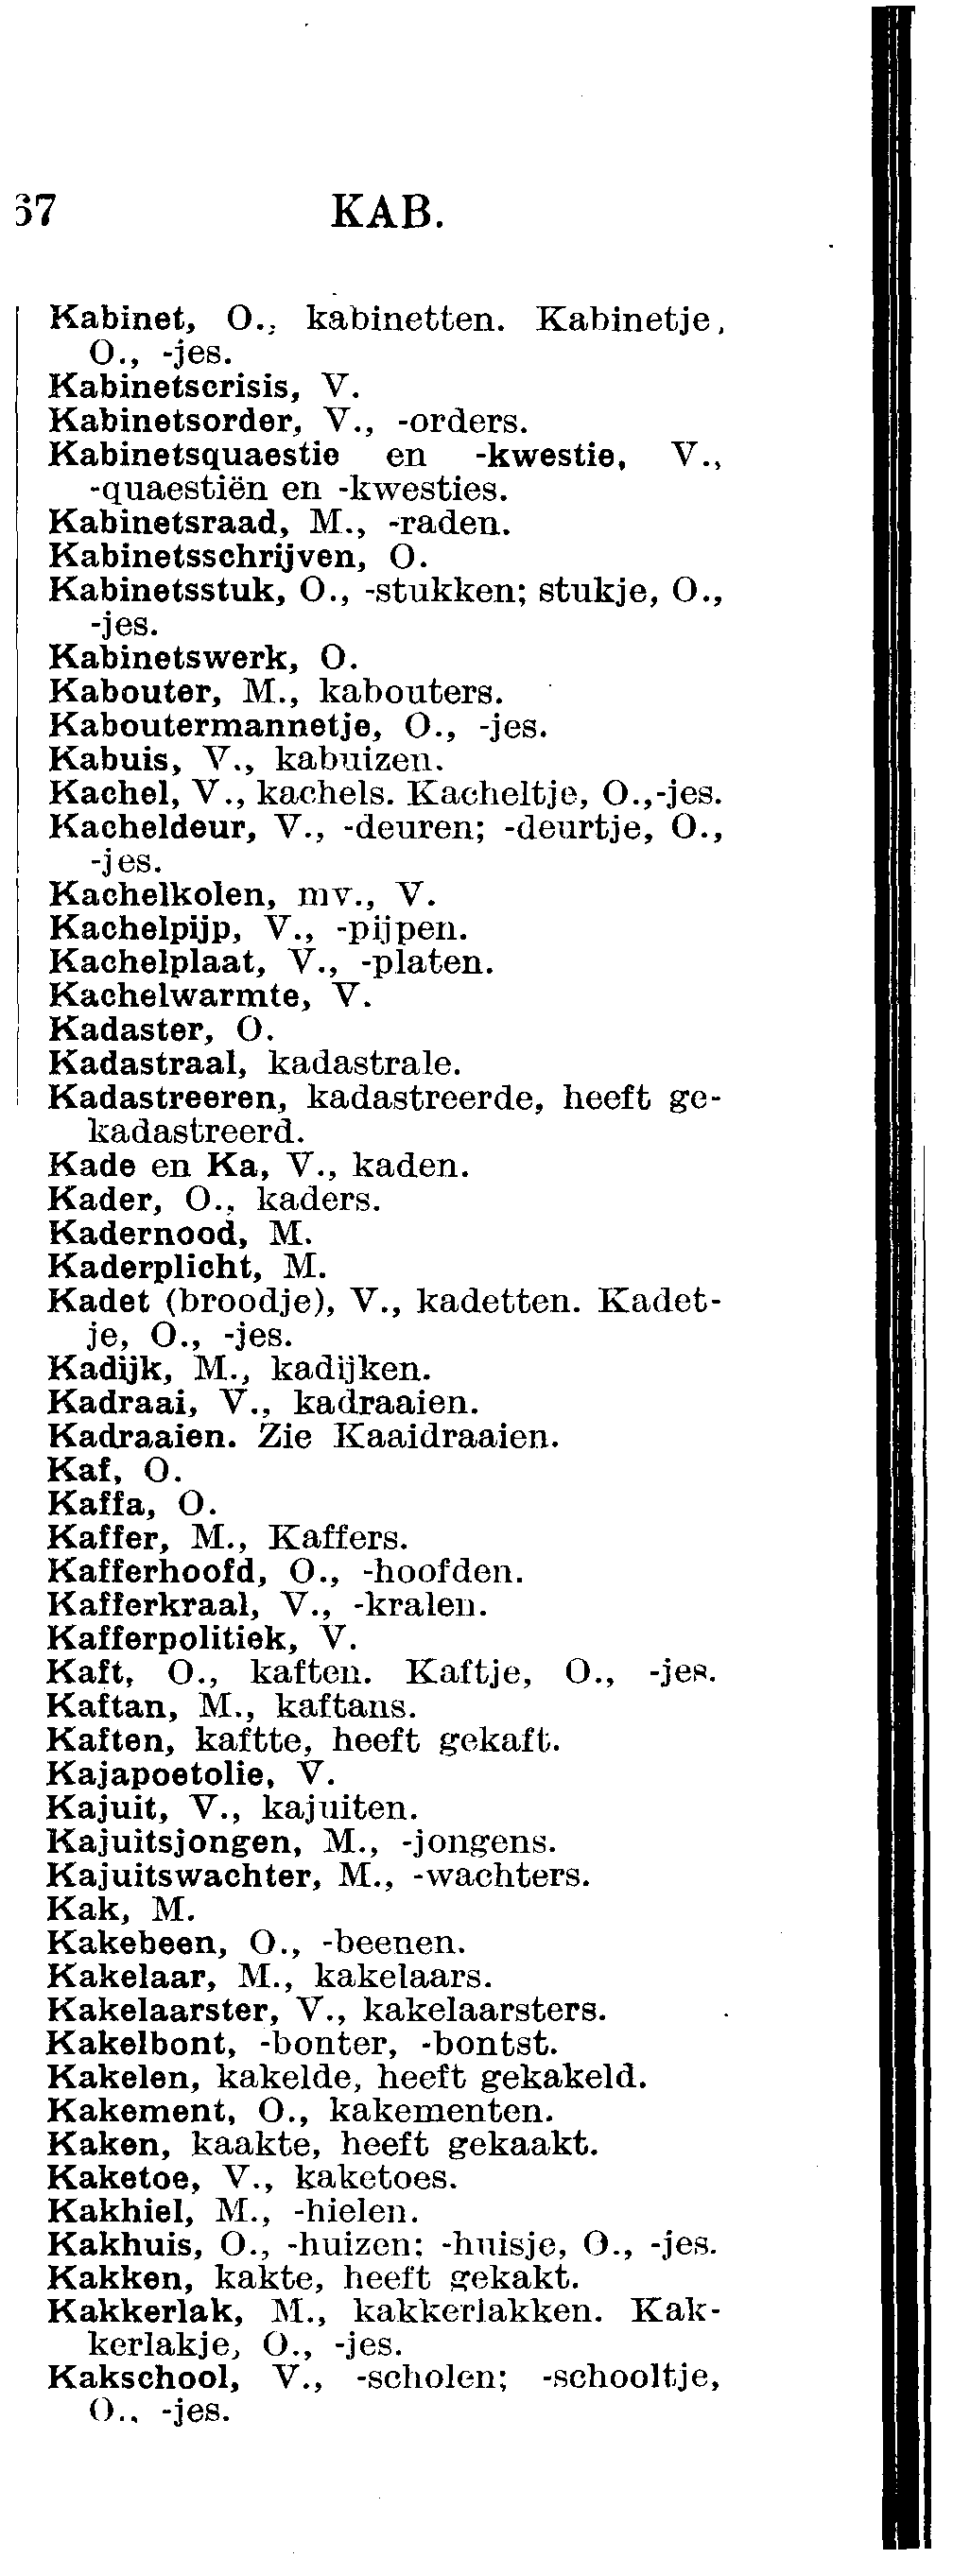 67 KAB.
Kabinet, O., kabinetten. Kabinetje,
O., -jes.
Kabinetscrisis, V.
Kabinetsorder, V., -orders.
Kabinetsquaestie en -kwestie, V.,
-quaestiën en -kwesties.
Kabinetsraad, M., -raden.
Kabinetsschrijven, O.
Kabinetsstuk, O., -stukken; stukje, O.,
-jes.
Kabinetswerk, O.
Kabouter, M., kabouters.
Kaboutermannetje, O., -jes.
Kabuis, V., kabuizen.
Kachel, V., kachels. Kacheltje, O.,-jes.
Kacheldeur, V., -deuren; -deurtje, O.,
-jes.
Kachelkolen, mv., V.
Kachelpijp, V., -pijpen.
Kachelplaat, V., -platen.
Kachelwarmte, V.
Kadaster, O.
Kadastraal, kadastrale.
Kadastreeren, kadastreerde, heeft ge-
kadastreerd.
Kade en Ka, V., kaden.
Kader, O., kaders.
Kadernood, M.
Kaderplicht, M.
Kadet (broodje), V., kadetten. Kadet-
je, O., -jes.
Kadijk, M., kadijken.
Kadraai, V., kadraaien.
Kadraaien. Zie Kaaidraaien.
Kaf, O.
Kaffa, O.
Kaffer, M., Kaffers.
Kafferhoofd, O., -hoofden.
Kafferkraal, V., -kralen.
Kafferpolitiek, V.
Kaft, O., kaften. Kaftje, O., -jes.
Kaftan, M., kaftans.
Kaften, kaftte, heeft gekaft.
Kajapoetolie, V.
Kajuit, V., kajuiten.
Kajuitsjongen, M., -jongens.
Kajuitswachter, M., -wachters.
Kak, M.
Kakebeen, O., -beenen.
Kakelaar, M., kakelaars.
Kakelaarster, V., kakelaarsters.
Kakelbont, -bonter, -bontst.
Kakelen, kakelde, heeft gekakeld.
Kakement, O., kakementen.
Kaken, kaakte, heeft gekaakt.
Kaketoe, V., kaketoes.
Kakhiel, M., -hielen.
Kakhuis, O., -huizen; -huisje, O., -jes.
Kakken, kakte, heeft gekakt.
Kakkerlak, M., kakkerlakken. Kak-
kerlakje, O., -jes.
Kakschool, V., -scholen; -schooltje,
O., -jes.